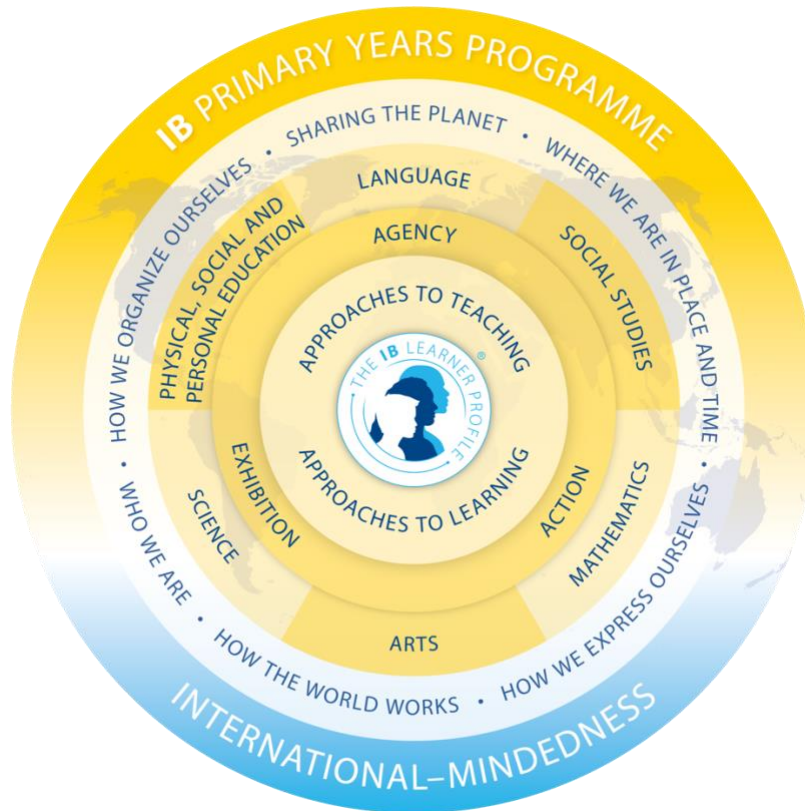 IB PRIMARY YEARS PROGRAMME
HOW WE ORGANIZE OURSELVES • SHARING THE PLANET • WHERE WE ARE IN PLACE AND TIME •
HOW WE EXPRESS OURSELVES • HOW THE WORLD WORKS • WHO WE ARE •
LANGUAGE
SOCIAL STUDIES
MATHEMATICS
ARTS
SCIENCE
PHYSICAL, SOCIAL AND
PERSONAL EDUCATION
AGENCY
ACTION
EXHIBITION
APPROACHES TO TEACHING
THE IB LEARNER PROFILE ®
APPROACHES TO LEARNING
INTERNATIONAL–MINDEDNESS